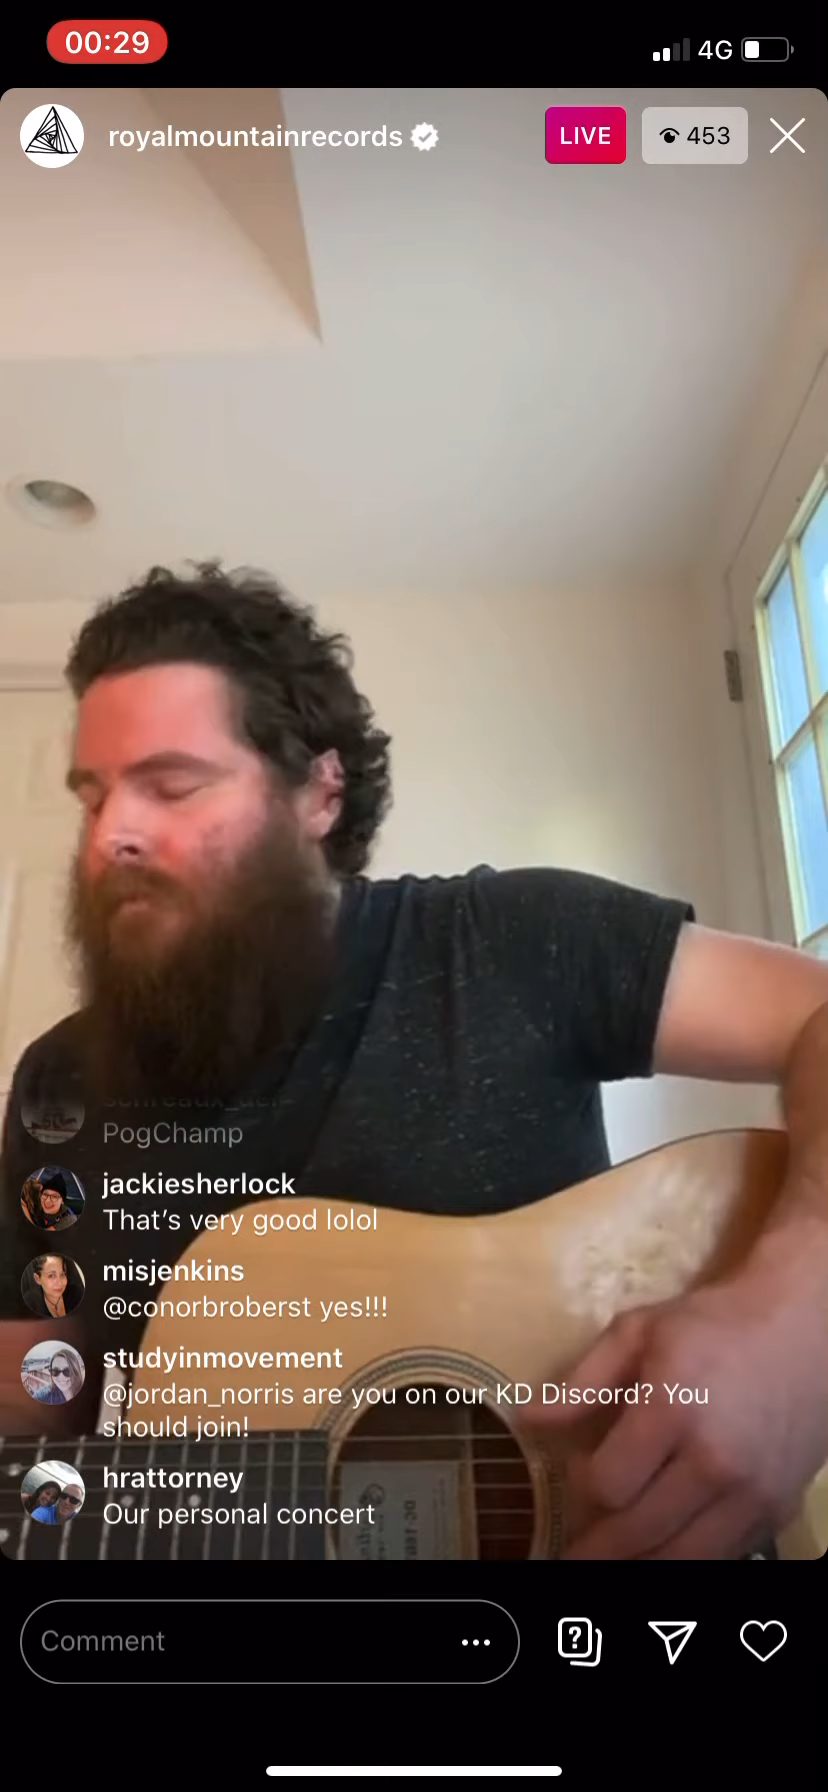 00:29
4G
royalmountainrecords
LIVE
453
PogChamp
jackiesherlock
That's very good lolol
misjenkins
@conorbroberst yes!!!
studyinmovement
@jordan_norris are you on our KD Discord? You
should join!
hrattorney
Our personal concert
Comment